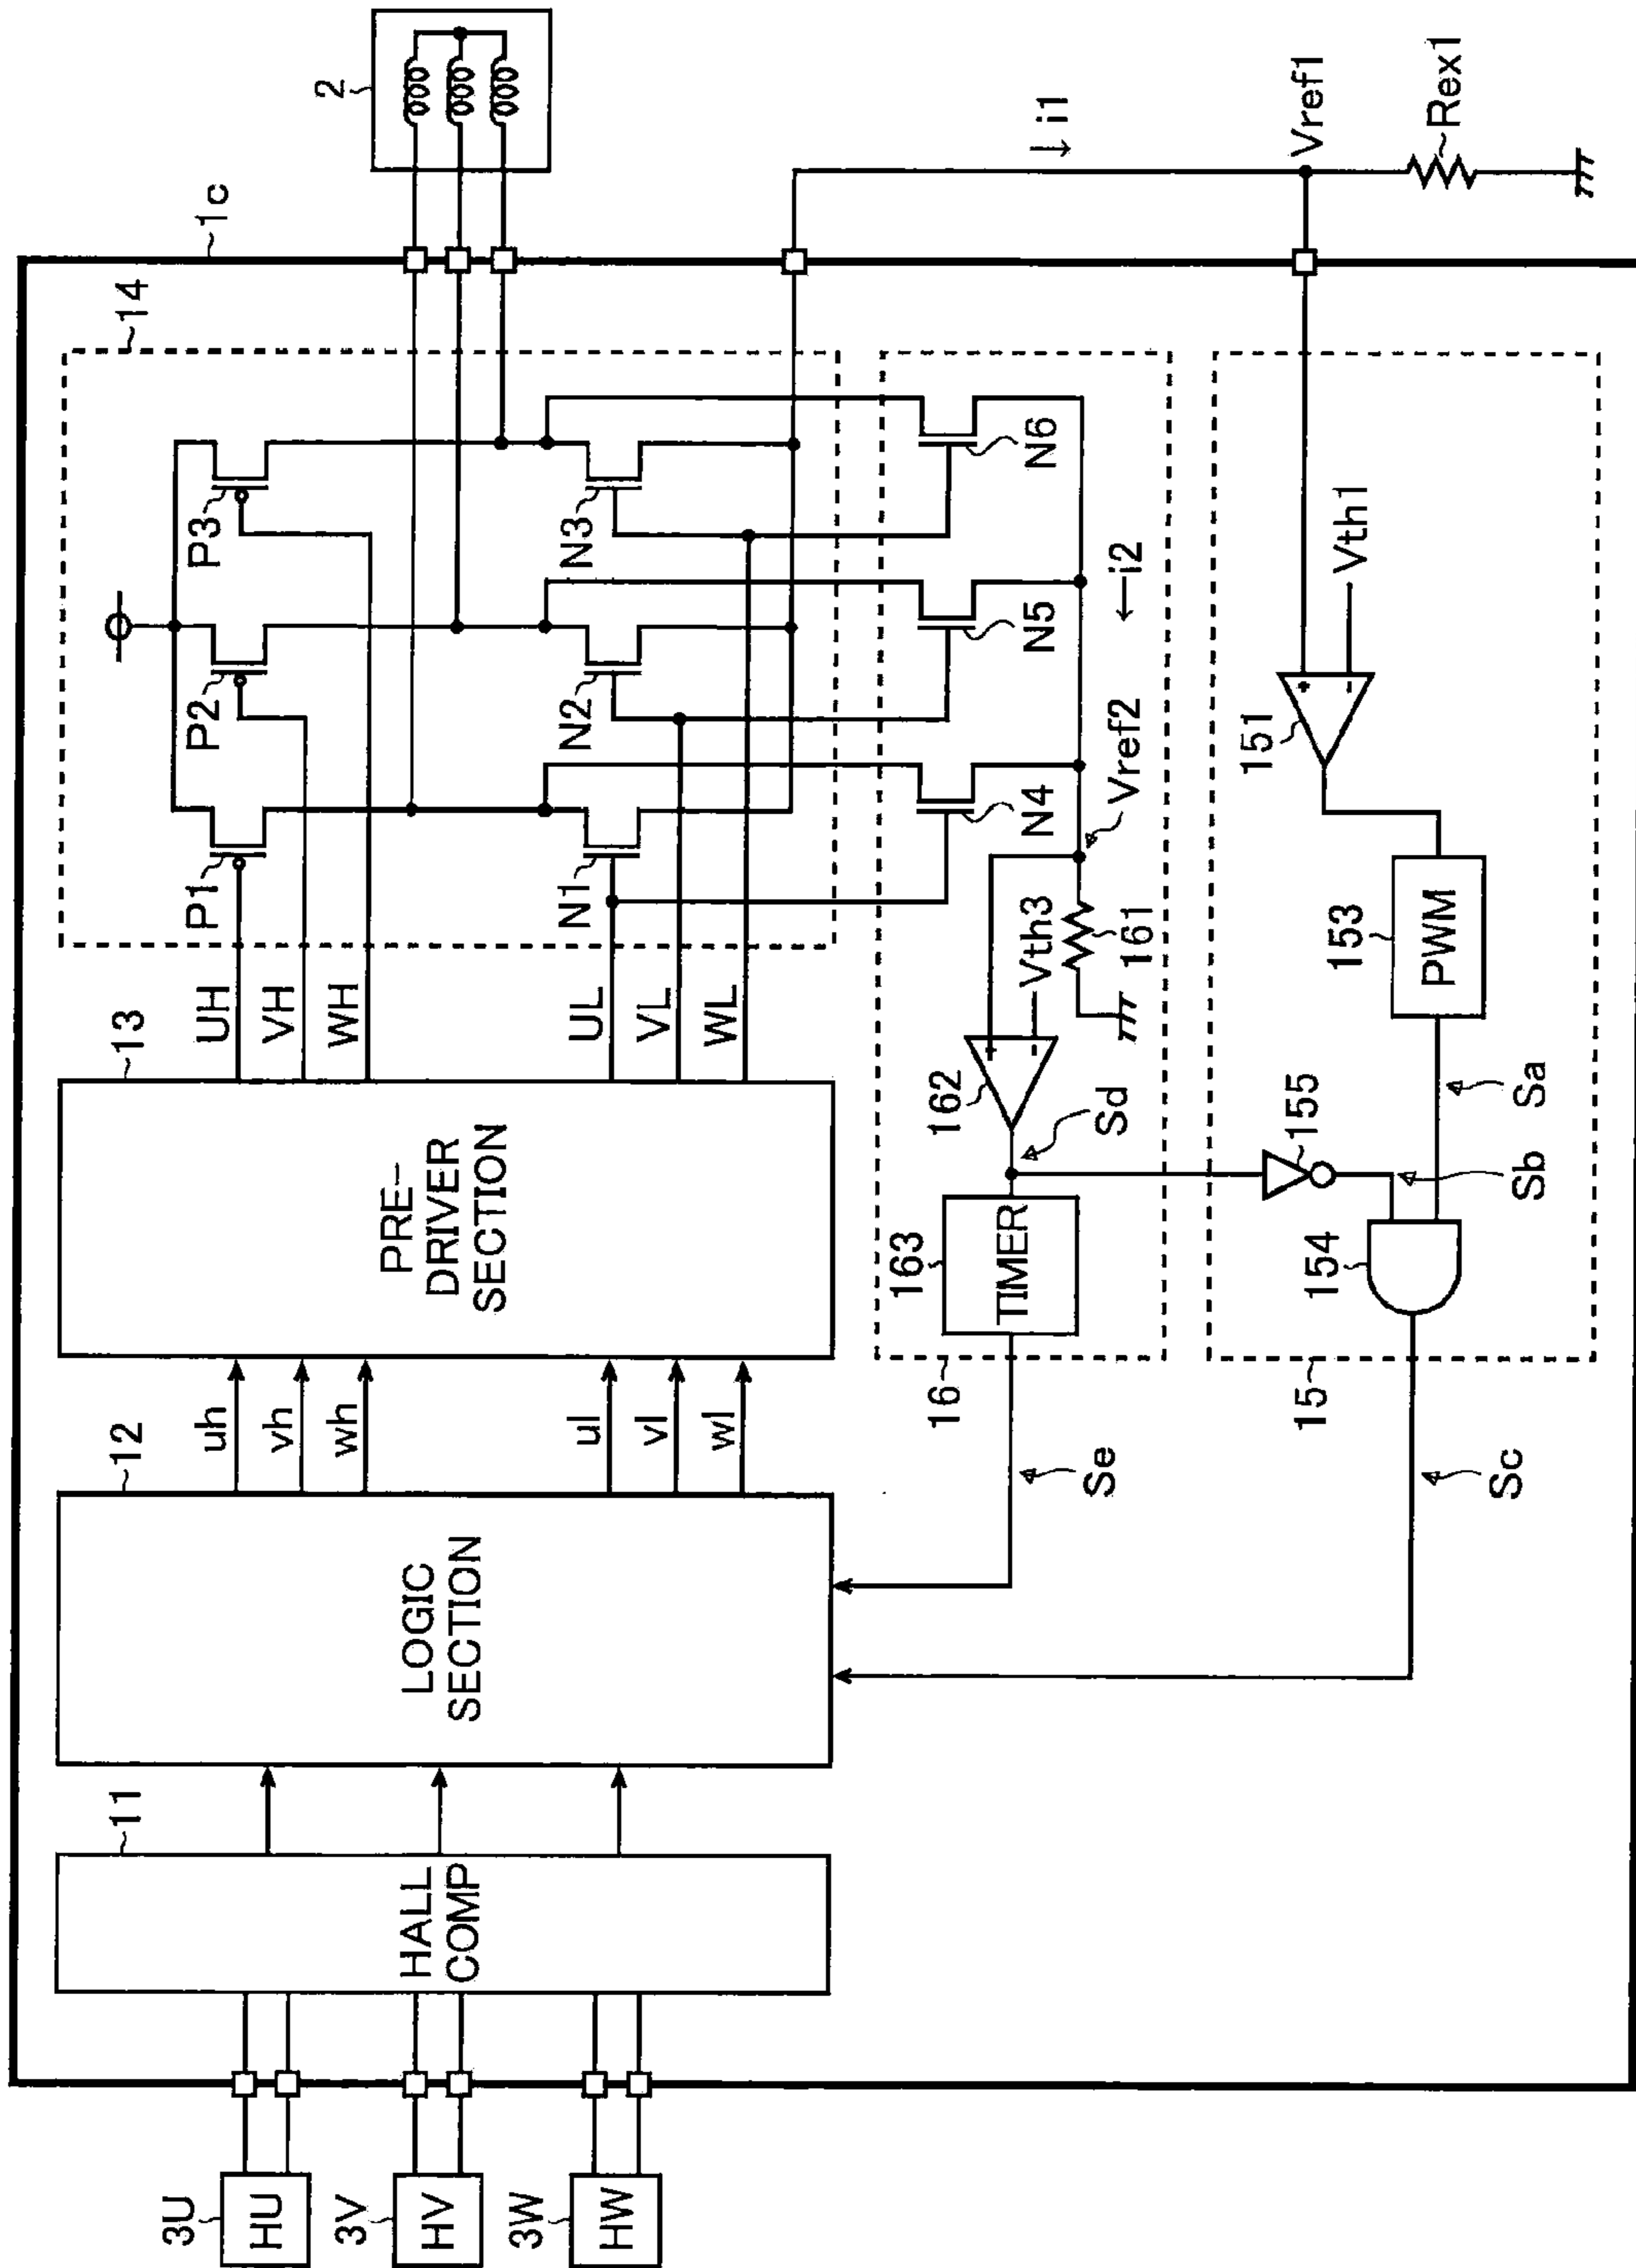 3U
HU
3V
HV
3W
HW
11
HALL
COMP
12
LOGIC
SECTION
uh
vh
wh
ul
vl
wl
13
PRE-
DRIVER
SECTION
UH
VH
WH
UL
VL
WL
14
P1
P2
P3
N1
N2
N3
1c
2
16
Se
163
TIMER
Sd
162
Vth3
161
Vref2
N4
N5
N6
←i2
15
Sc
154
155
Sb
Sa
153
PWM
151
+
-
Vth1
→i1
Vref1
Rex1
+
-